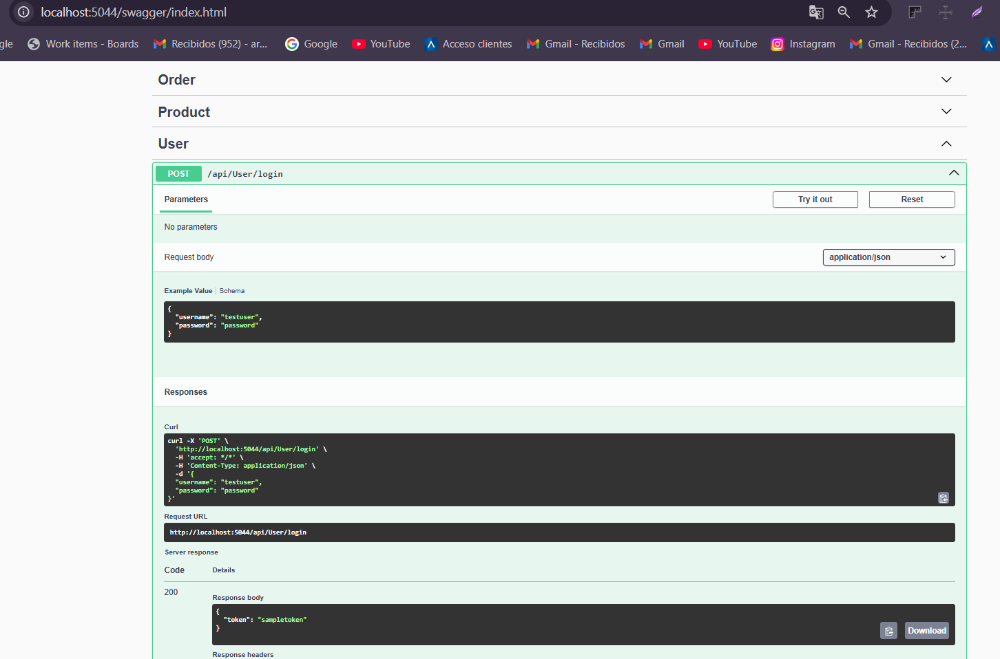 localhost:5044/swagger/index.html
gle Work items - Boards Recibidos (952) - ar... Google YouTube Acceso clientes Gmail - Recibidos Gmail YouTube Instagram Gmail - Recibidos (2...
Order
Product
User
POST /api/User/login
Parameters Try it out Reset
No parameters
Request body application/json
Example Value | Schema
{
  "username": "testuser",
  "password": "password"
}
Responses
Curl
curl -X 'POST' \
  'http://localhost:5044/api/User/login' \
  -H 'accept: */*' \
  -H 'Content-Type: application/json' \
  -d '{
  "username": "testuser",
  "password": "password"
}'
Request URL
http://localhost:5044/api/User/login
Server response
Code Details
200
Response body
{
  "token": "sampletoken"
}
Download
Response headers